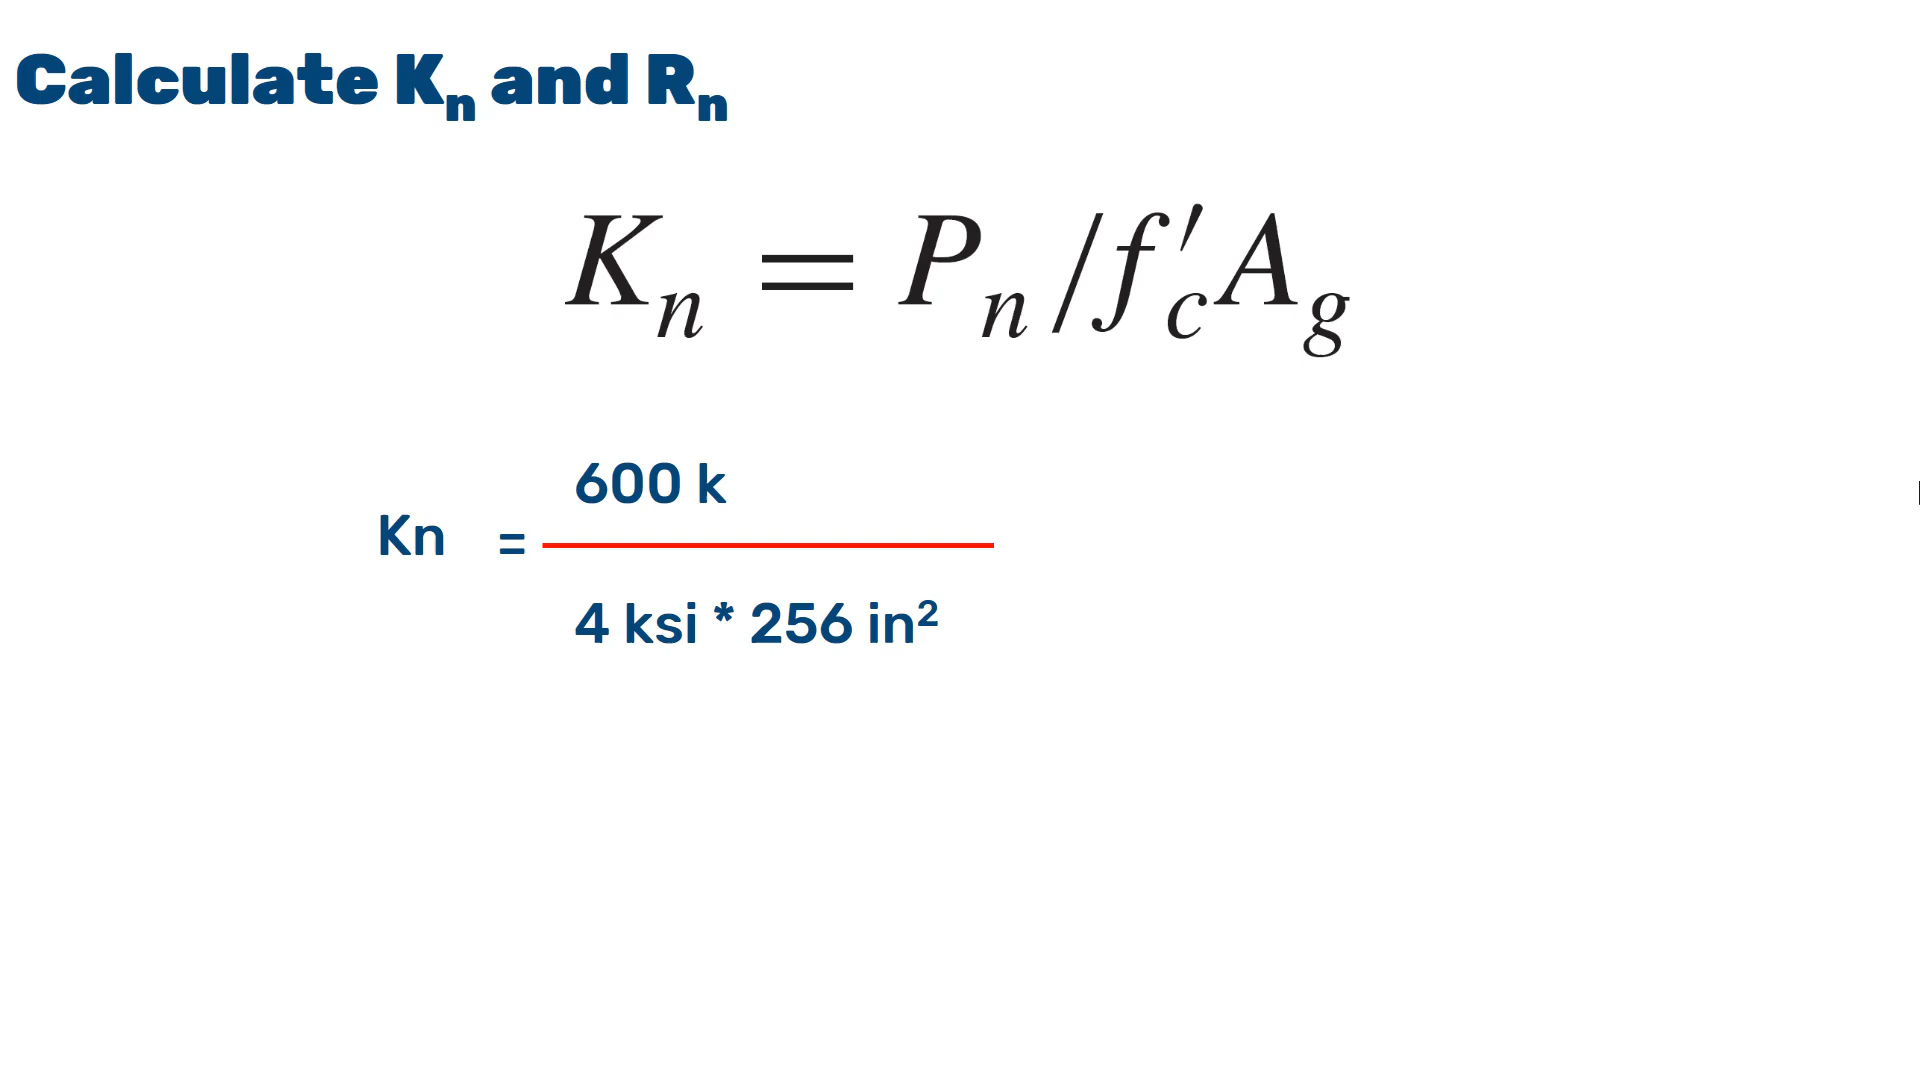 Calculate Kn and Rn
Kn = Pn/f′cAg
600 k
Kn =
4 ksi * 256 in²